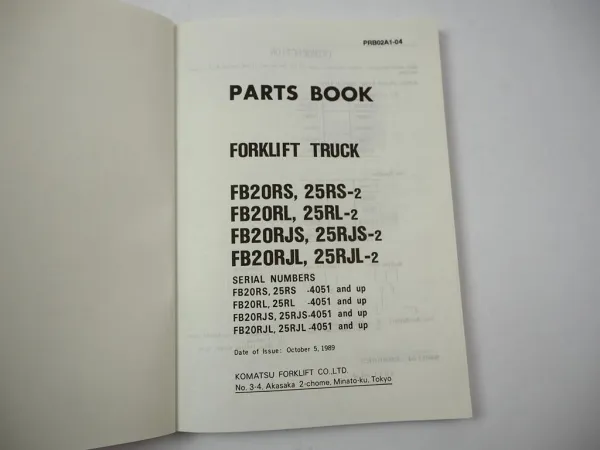 PRB02A1-04
PARTS BOOK
FORKLIFT TRUCK
FB20RS, 25RS-2
FB20RL, 25RL-2
FB20RJS, 25RJS-2
FB20RJL, 25RJL-2
SERIAL NUMBERS
FB20RS, 25RS -4051 and up
FB20RL, 25RL -4051 and up
FB20RJS, 25RJS-4051 and up
FB20RJL, 25RJL -4051 and up
Date of Issue: October 5, 1989
KOMATSU FORKLIFT CO.,LTD.
No. 3-4, Akasaka 2-chome, Minato-ku, Tokyo